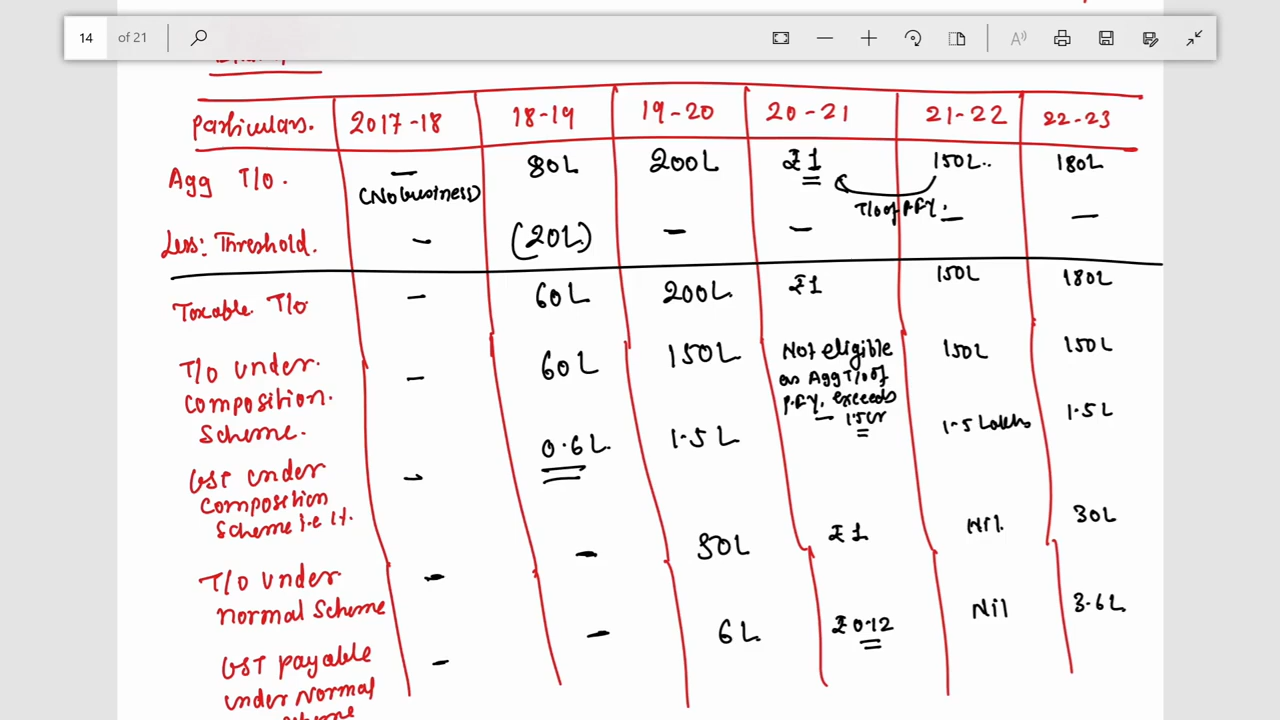 14 of 21
Particulars. 2017-18 18-19 19-20 20-21 21-22 22-23
Agg T/o. — 80L 200L ₹1 150L.. 180L
(No business) T/o of P.F.Y.
Less: Threshold. - (20L) - - - -
Taxable T/o - 60L 200L ₹1 150L 180L
T/o under - 60L 150L Not eligible 150L 150L
composition. as Agg T/o of
Scheme. P.F.Y. exceeds
1.5cr
GST under - 0.6L 1.5L 1.5 Lakhs 1.5L
composition
Scheme i.e 1%.
T/o under - - 50L ₹1 Nil. 30L
normal Scheme
GST payable - - 6L ₹0.12 Nil 3.6L
under Normal